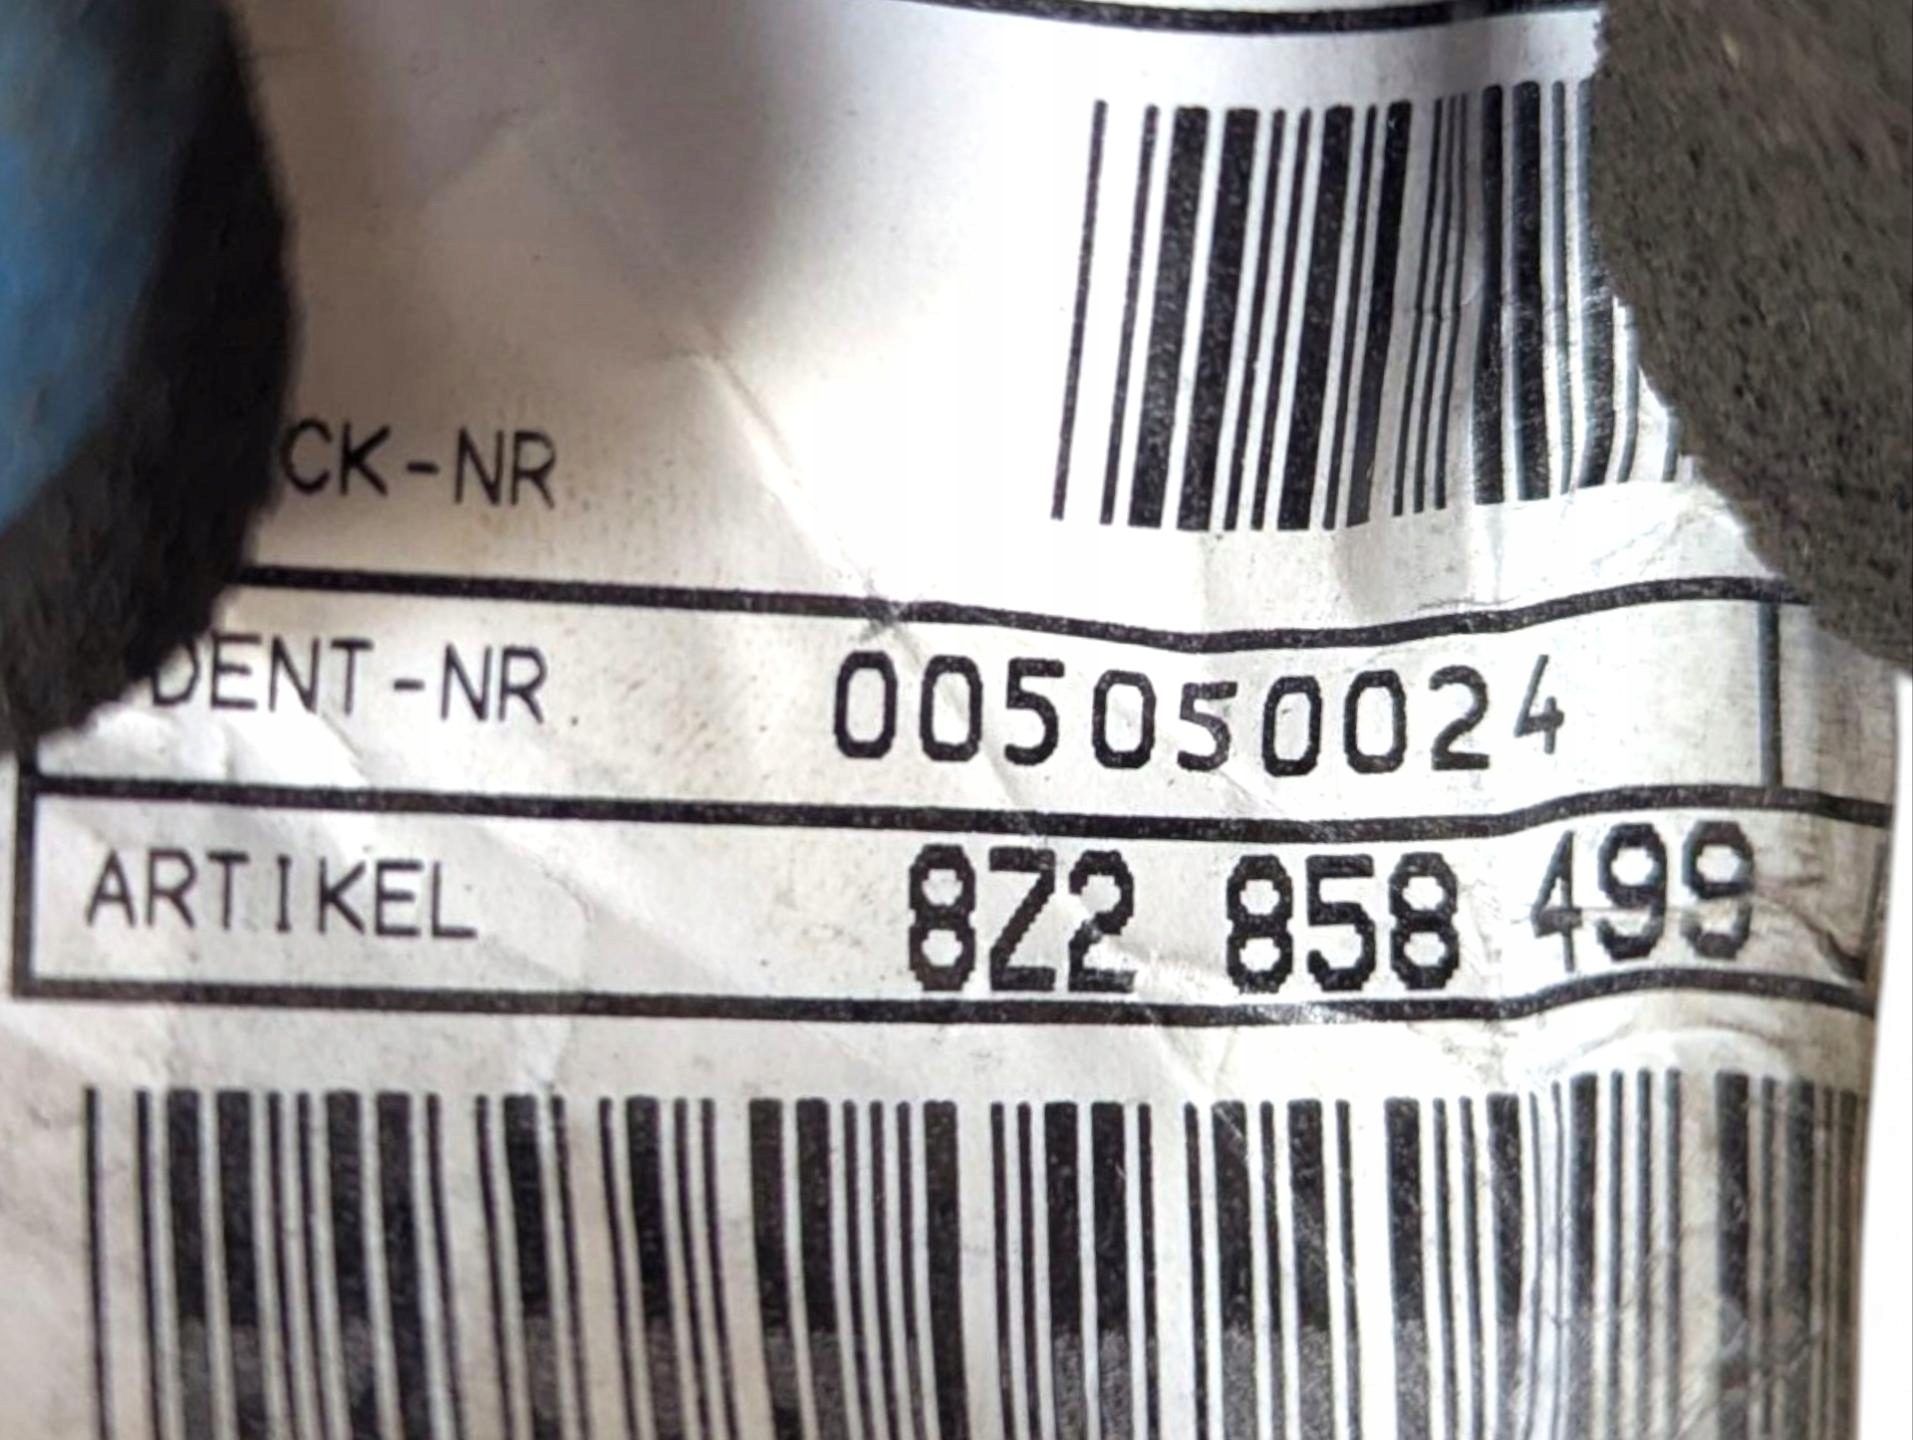 CK-NR
DENT-NR 005050024
ARTIKEL 8Z2 858 499